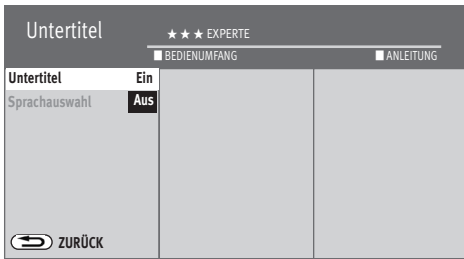 Untertitel
★ ★ ★ EXPERTE
BEDIENUMFANG
ANLEITUNG
Untertitel Ein
Sprachauswahl Aus
ZURÜCK